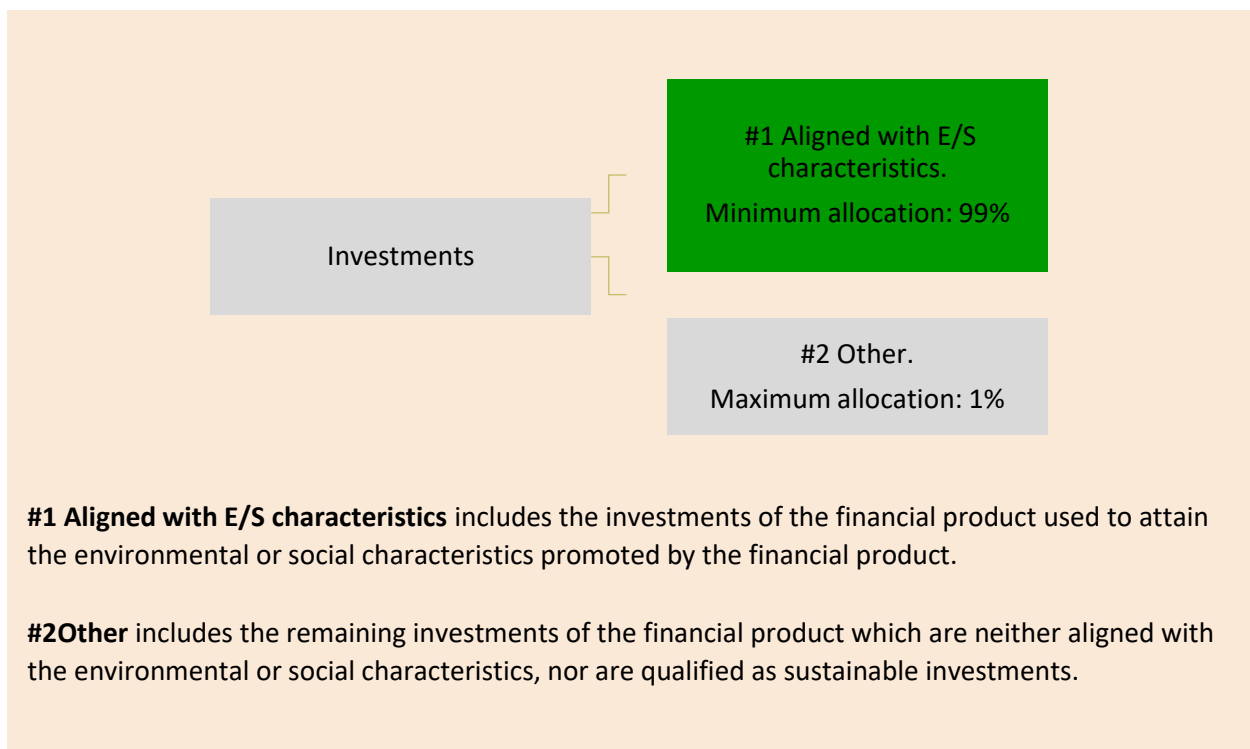 #1 Aligned with E/S
characteristics.
Minimum allocation: 99%
Investments
#2 Other.
Maximum allocation: 1%
#1 Aligned with E/S characteristics includes the investments of the financial product used to attain
the environmental or social characteristics promoted by the financial product.
#2Other includes the remaining investments of the financial product which are neither aligned with
the environmental or social characteristics, nor are qualified as sustainable investments.